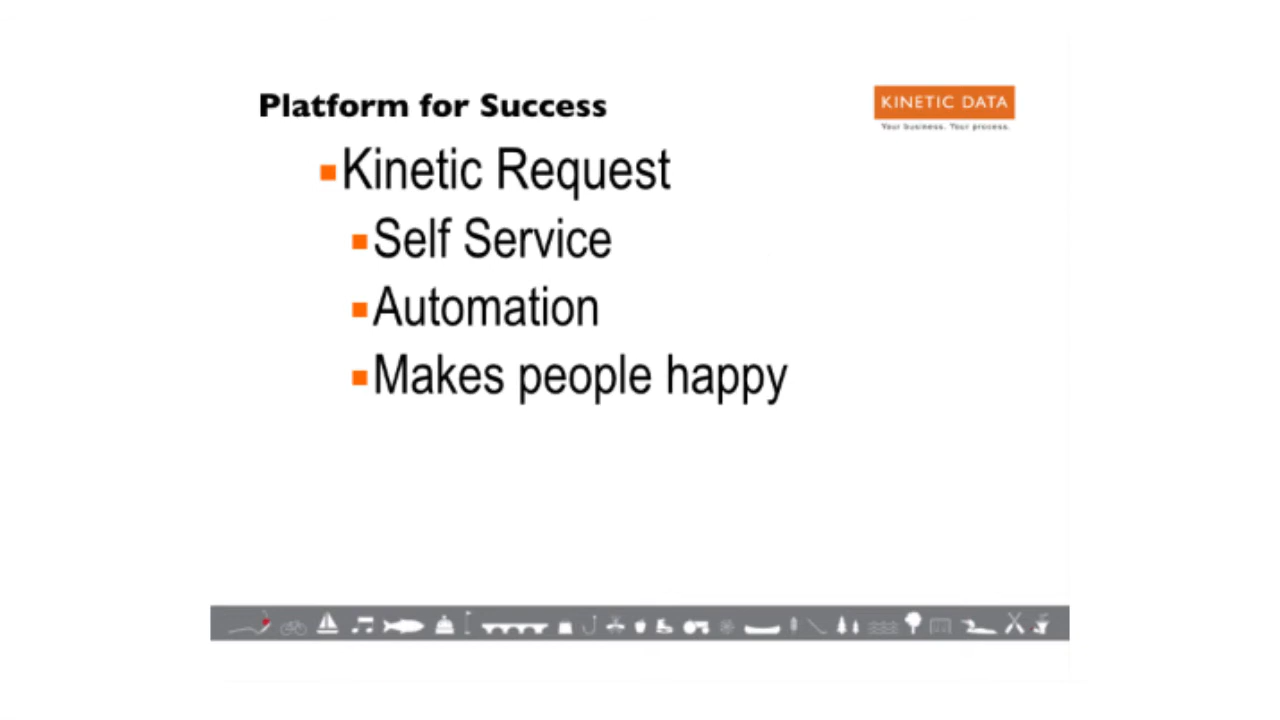 Platform for Success
KINETIC DATA
Your business. Your process.
Kinetic Request
Self Service
Automation
Makes people happy